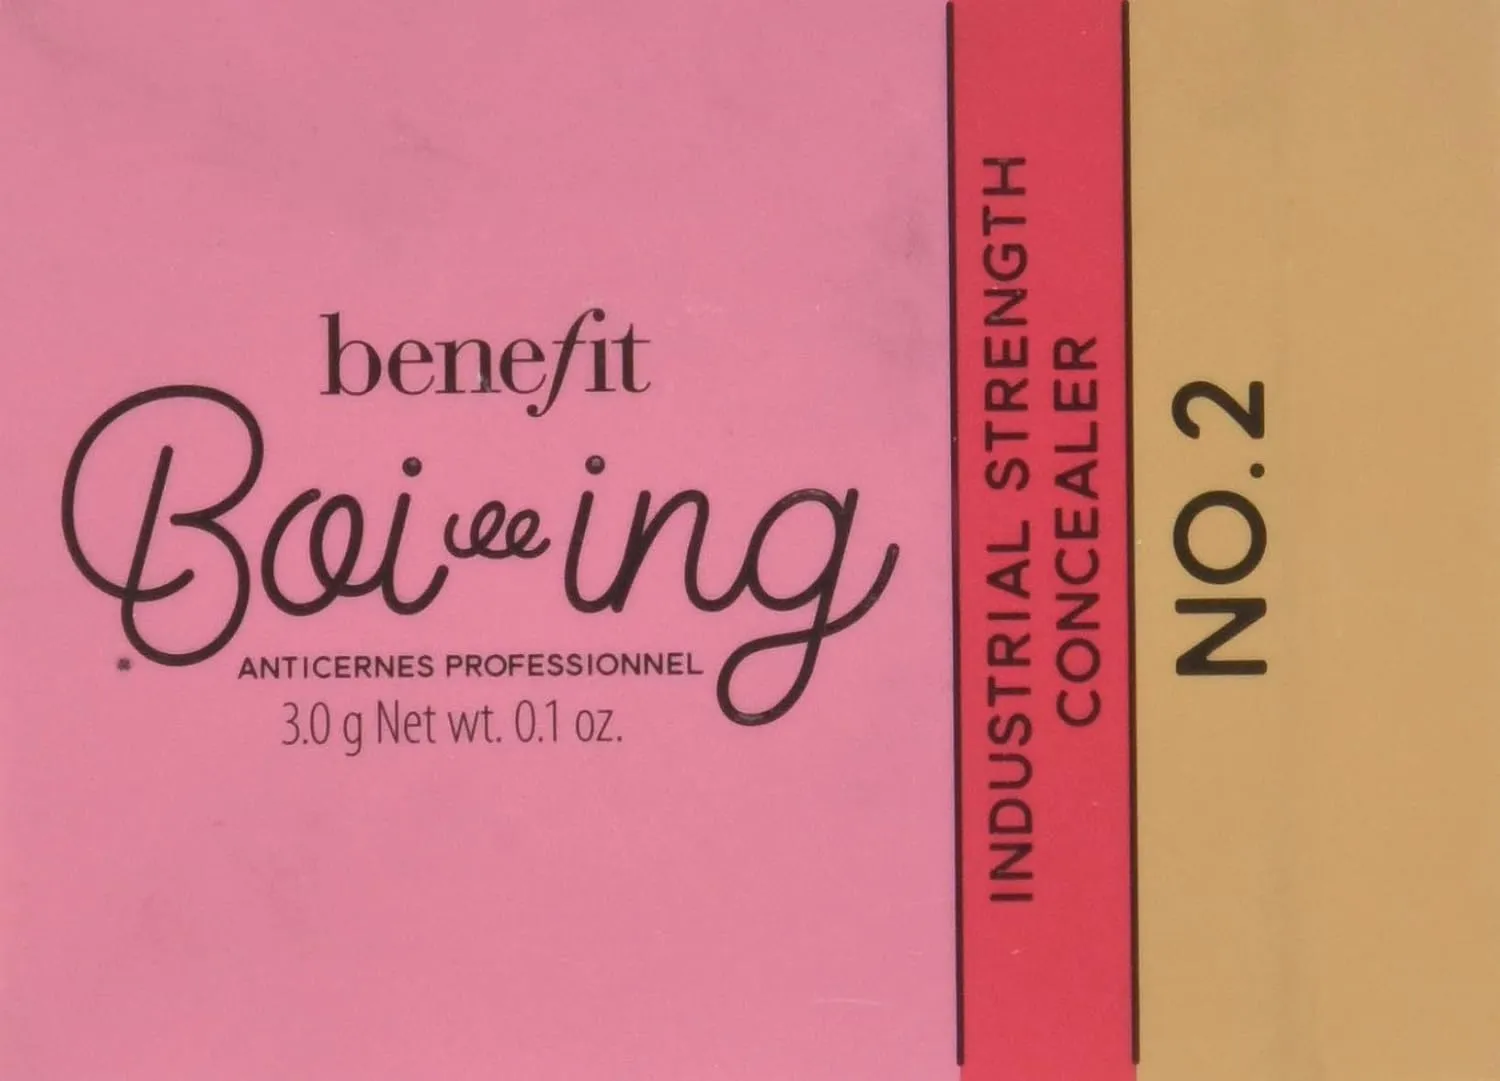 benefit
Boi-ing
ANTICERNES PROFESSIONNEL
3.0 g Net wt. 0.1 oz.
INDUSTRIAL STRENGTH
CONCEALER
NO. 2